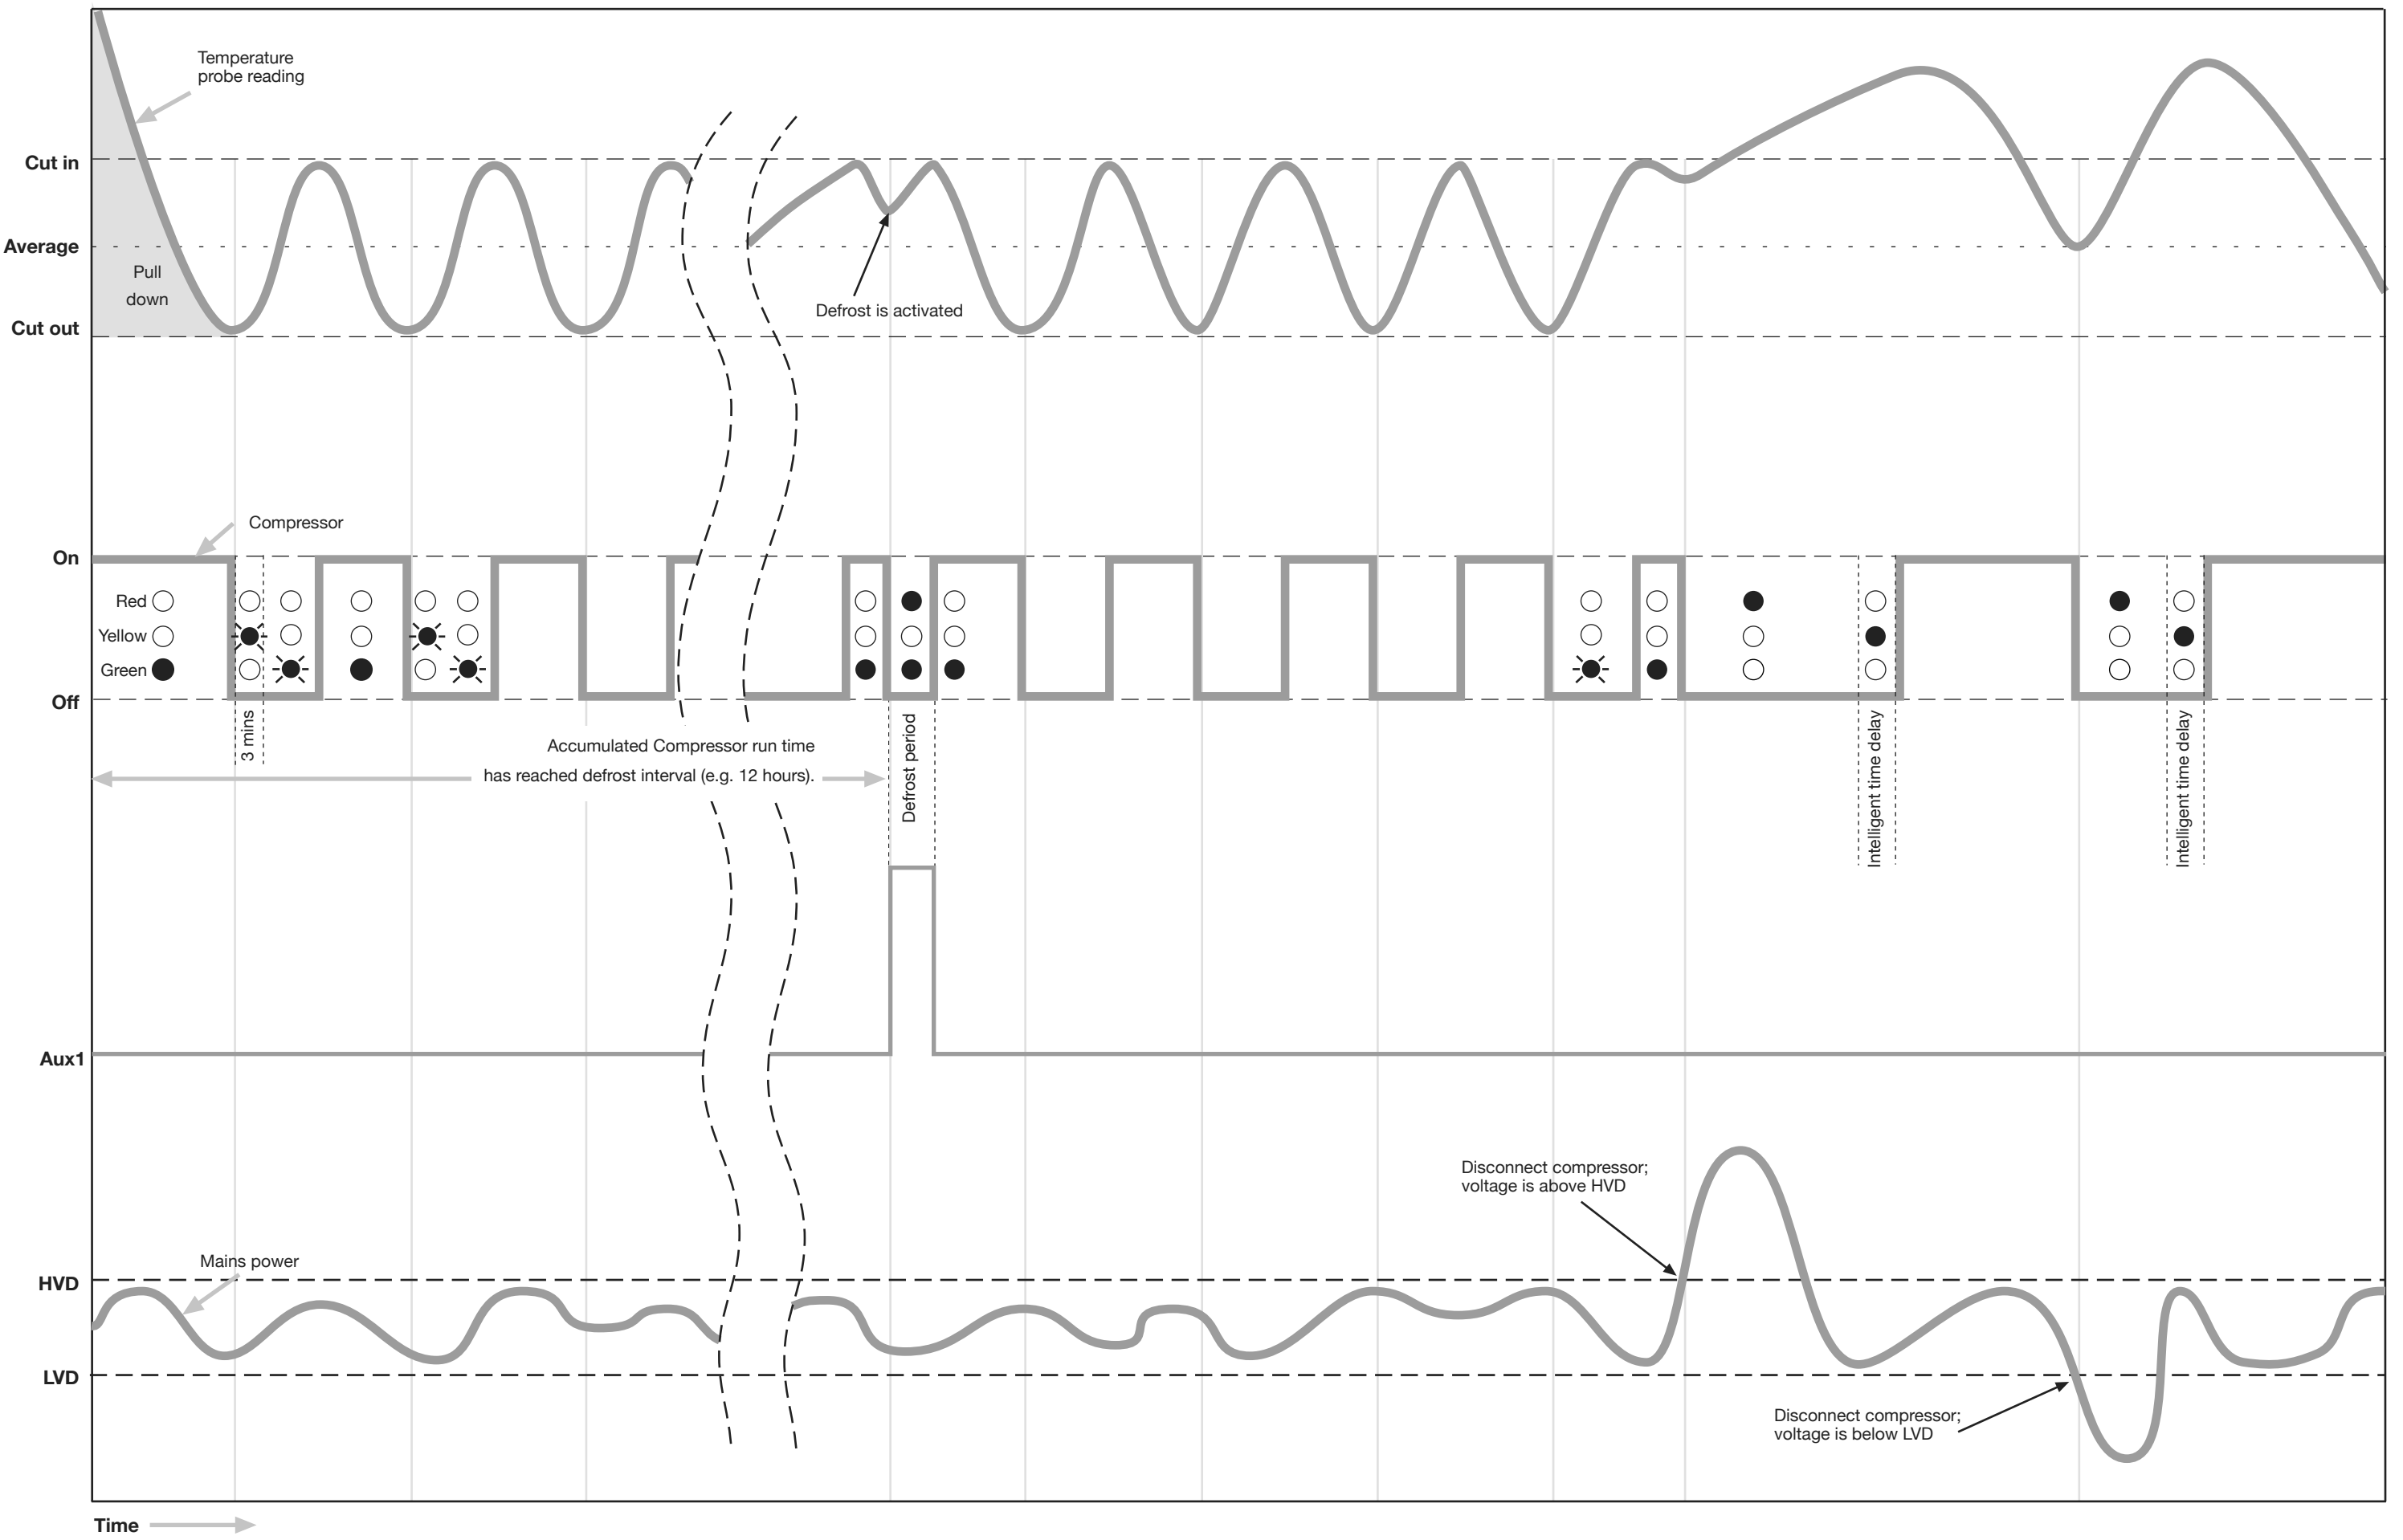 Temperature
probe reading
Cut in
Average
Pull
down
Defrost is activated
Cut out
Compressor
On
Red
Yellow
Green
Off
3 mins
Accumulated Compressor run time
has reached defrost interval (e.g. 12 hours).
Defrost period
Intelligent time delay
Intelligent time delay
Aux1
Disconnect compressor;
voltage is above HVD
Mains power
HVD
LVD
Disconnect compressor;
voltage is below LVD
Time